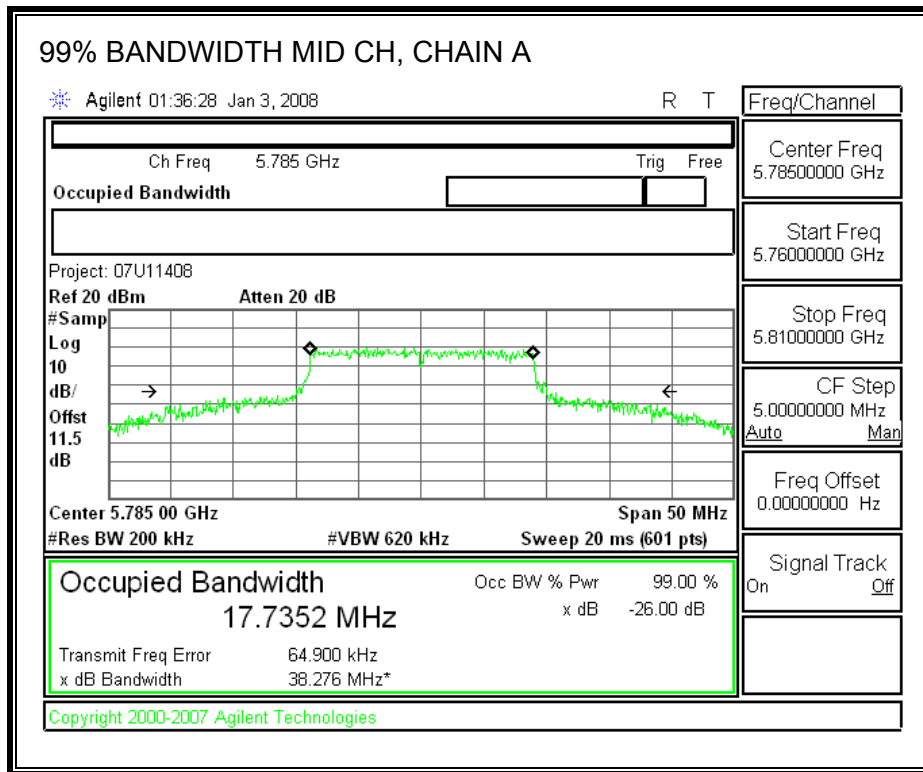 99% BANDWIDTH MID CH, CHAIN A
Agilent 01:36:28 Jan 3, 2008 R T
Ch Freq 5.785 GHz Trig Free
Occupied Bandwidth
Project: 07U11408
Ref 20 dBm Atten 20 dB
#Samp
Log
10
dB/
Offst
11.5
dB
Center 5.785 00 GHz Span 50 MHz
#Res BW 200 kHz #VBW 620 kHz Sweep 20 ms (601 pts)
Occupied Bandwidth
17.7352 MHz
Occ BW % Pwr 99.00 %
x dB -26.00 dB
Transmit Freq Error 64.900 kHz
x dB Bandwidth 38.276 MHz*
Copyright 2000-2007 Agilent Technologies
Freq/Channel
Center Freq
5.78500000 GHz
Start Freq
5.76000000 GHz
Stop Freq
5.81000000 GHz
CF Step
5.00000000 MHz
Auto Man
Freq Offset
0.00000000 Hz
Signal Track
On Off